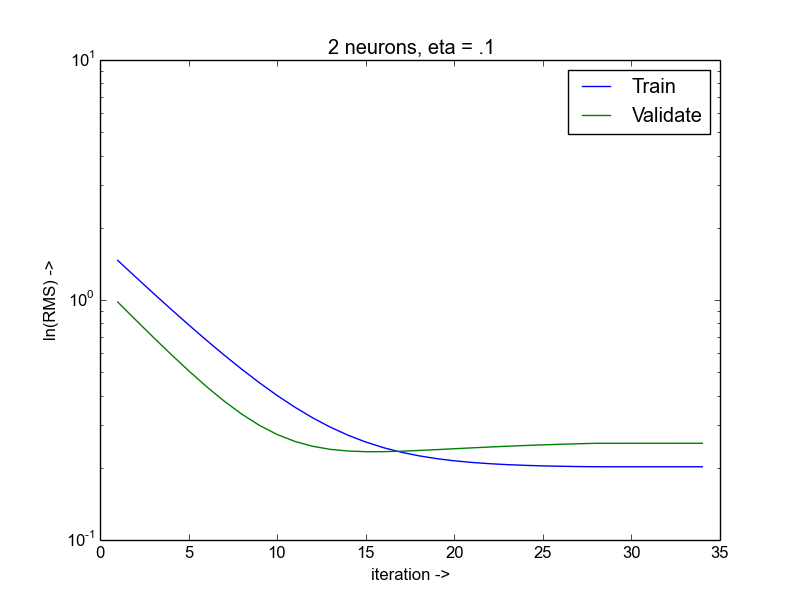 2 neurons, eta = .1
10^1
Train
Validate
10^0
ln(RMS) ->
10^-1
0 5 10 15 20 25 30 35
iteration ->